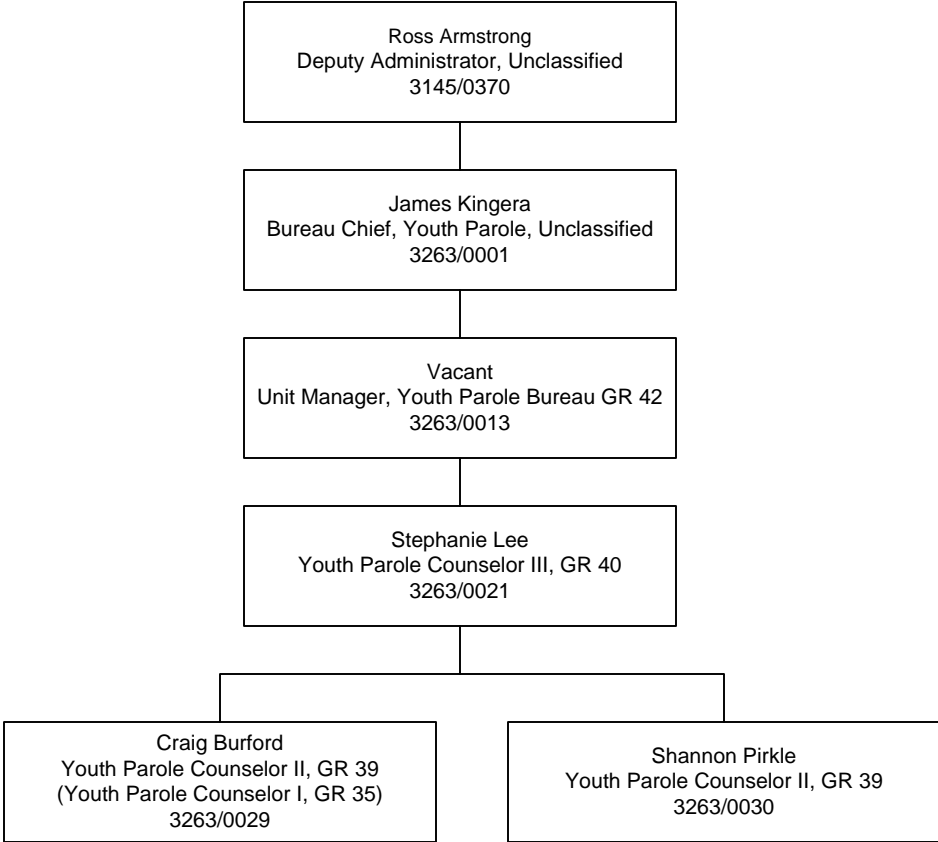 Ross Armstrong
Deputy Administrator, Unclassified
3145/0370
James Kingera
Bureau Chief, Youth Parole, Unclassified
3263/0001
Vacant
Unit Manager, Youth Parole Bureau GR 42
3263/0013
Stephanie Lee
Youth Parole Counselor III, GR 40
3263/0021
Craig Burford
Youth Parole Counselor II, GR 39
(Youth Parole Counselor I, GR 35)
3263/0029
Shannon Pirkle
Youth Parole Counselor II, GR 39
3263/0030